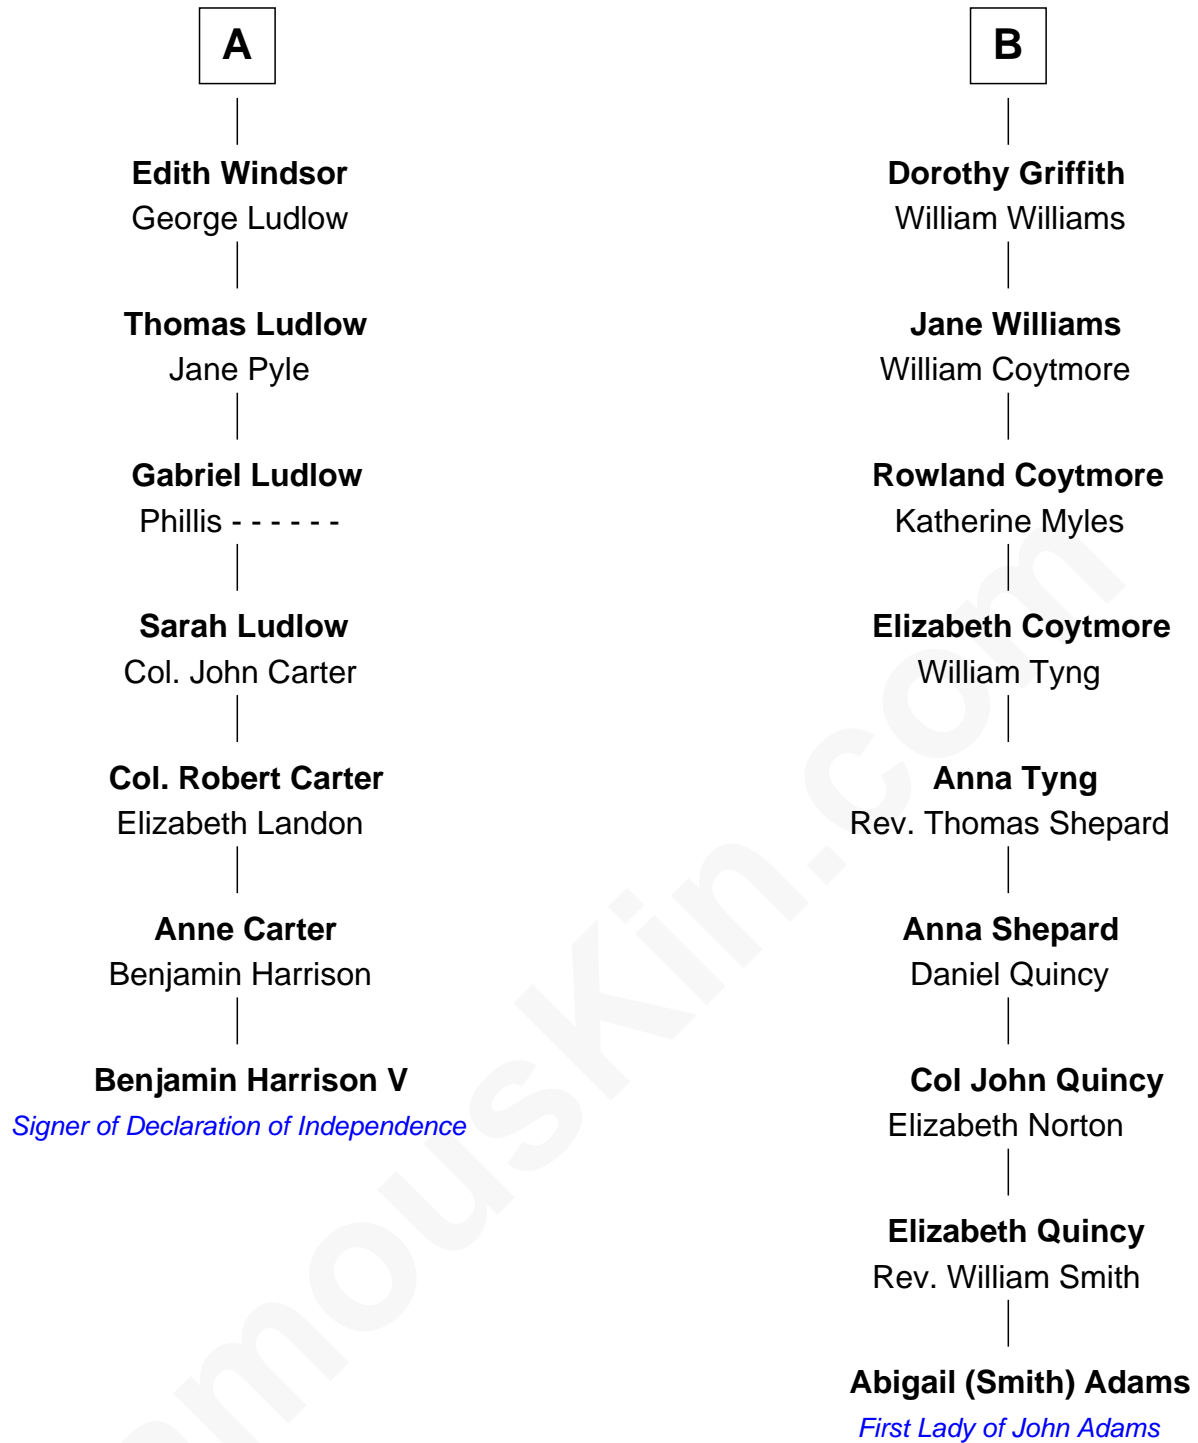 A
Edith Windsor
George Ludlow
Thomas Ludlow
Jane Pyle
Gabriel Ludlow
Phillis - - - - - -
Sarah Ludlow
Col. John Carter
Col. Robert Carter
Elizabeth Landon
Anne Carter
Benjamin Harrison
Benjamin Harrison V
Signer of Declaration of Independence
B
Dorothy Griffith
William Williams
Jane Williams
William Coytmore
Rowland Coytmore
Katherine Myles
Elizabeth Coytmore
William Tyng
Anna Tyng
Rev. Thomas Shepard
Anna Shepard
Daniel Quincy
Col John Quincy
Elizabeth Norton
Elizabeth Quincy
Rev. William Smith
Abigail (Smith) Adams
First Lady of John Adams
amouskin.com